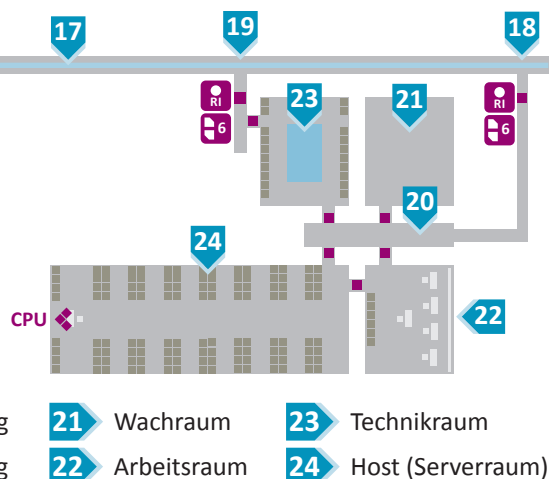 17
19
18
RI
6
23
21
RI
6
20
24
CPU
22
g 21 Wachraum 23 Technikraum
g 22 Arbeitsraum 24 Host (Serverraum)